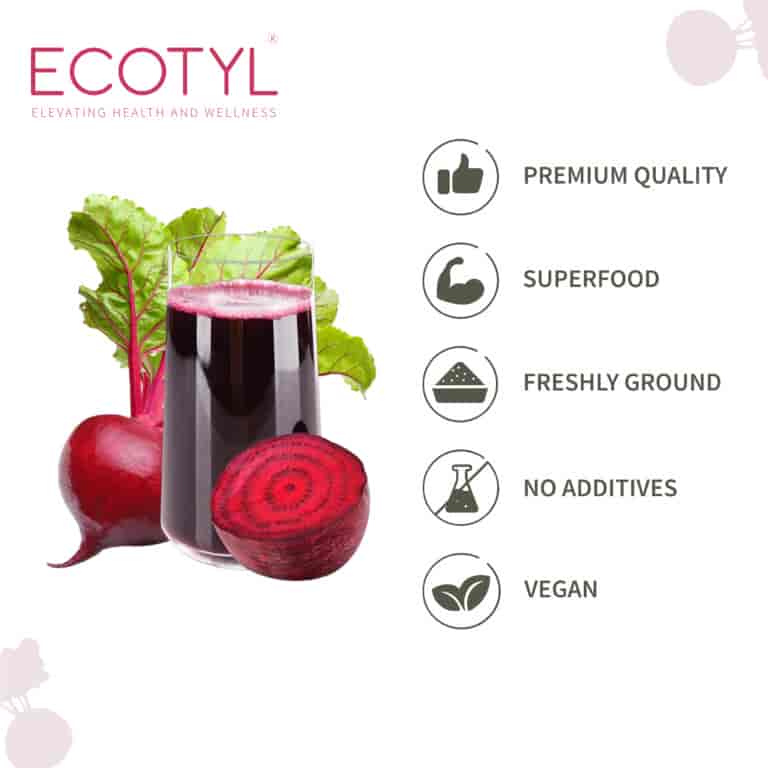 ECOTYL®
ELEVATING HEALTH AND WELLNESS
PREMIUM QUALITY
SUPERFOOD
FRESHLY GROUND
NO ADDITIVES
VEGAN